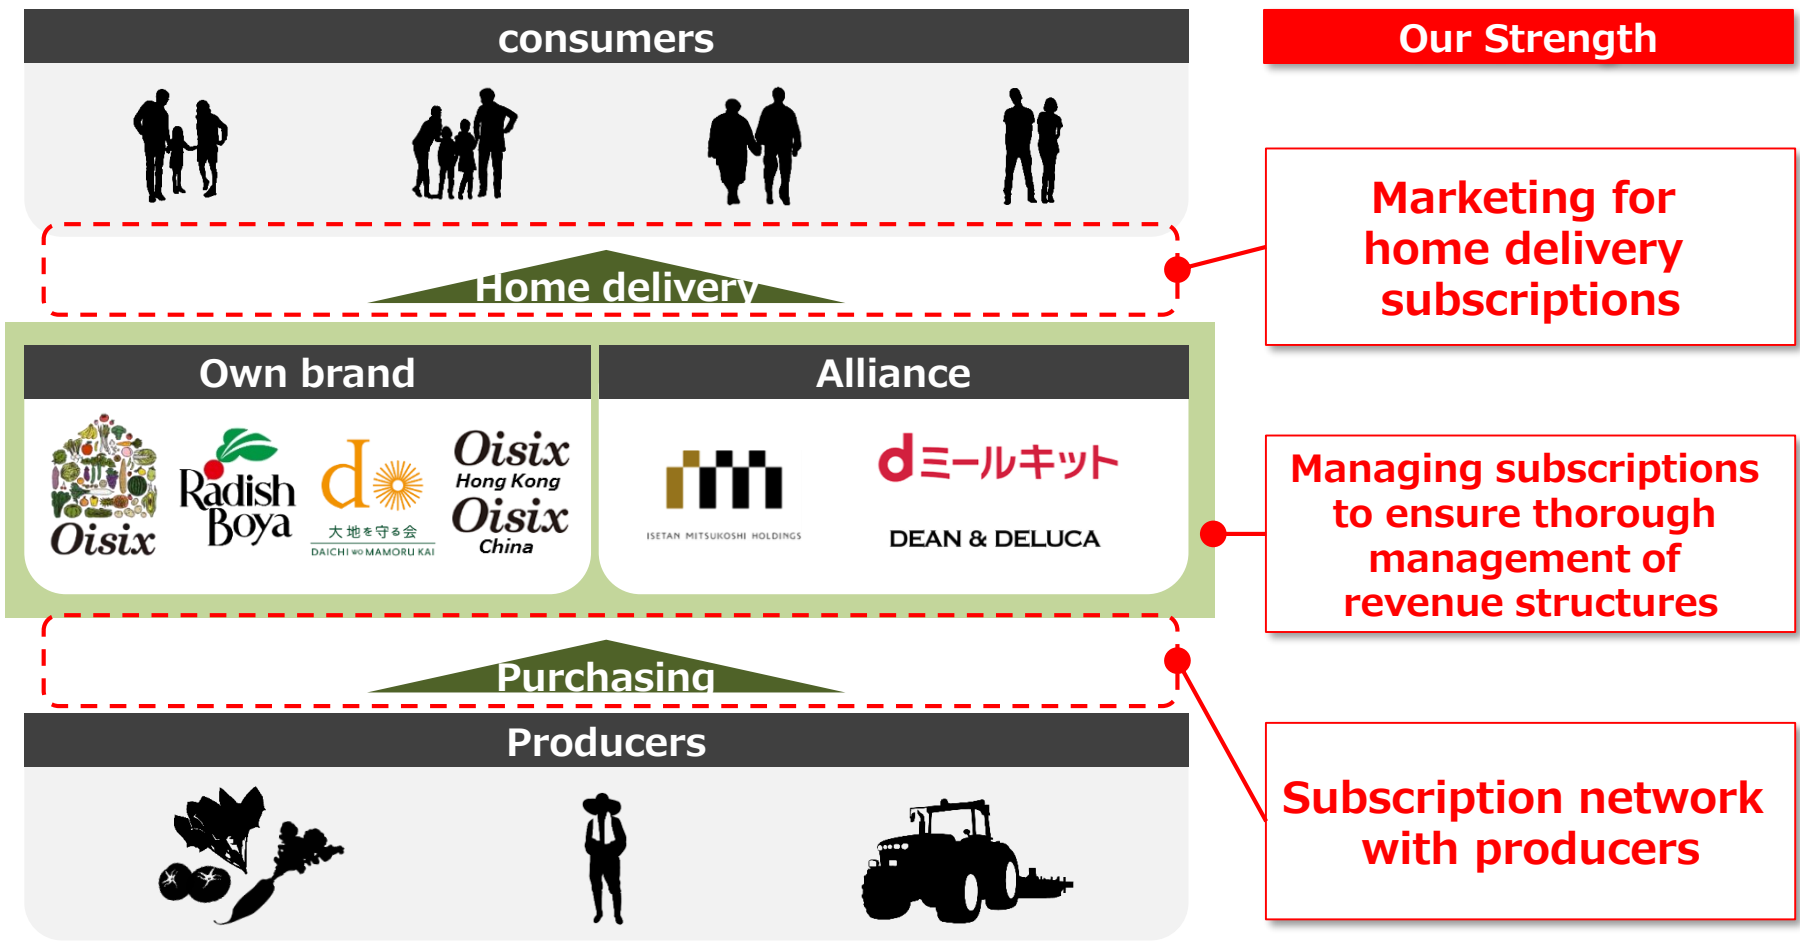 consumers
Our Strength
Marketing for
home delivery
subscriptions
Home delivery
Own brand
Alliance
Oisix
Radish
Boya
d
大地を守る会
DAICHI WO MAMORU KAI
Oisix
Hong Kong
Oisix
China
ISETAN MITSUKOSHI HOLDINGS
dミールキット
DEAN & DELUCA
Managing subscriptions
to ensure thorough
management of
revenue structures
Purchasing
Producers
Subscription network
with producers